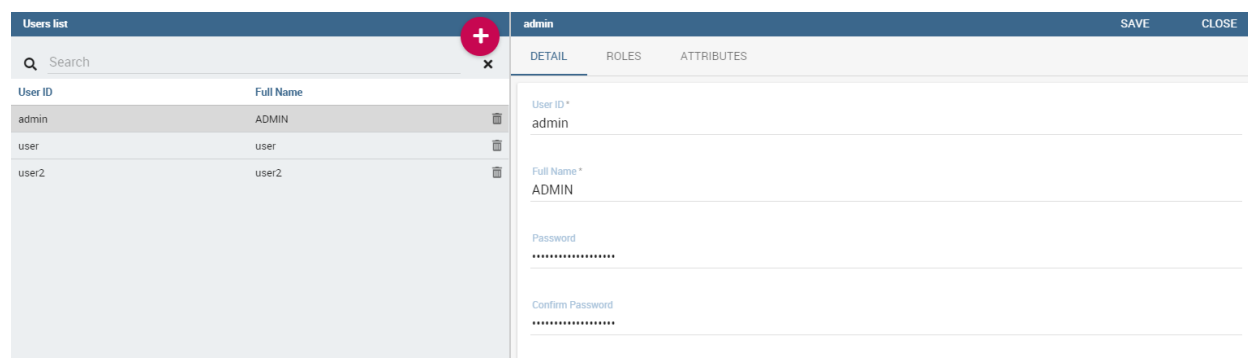 Users list
Search
User ID Full Name
admin ADMIN
user user
user2 user2
admin SAVE CLOSE
DETAIL ROLES ATTRIBUTES
User ID *
admin
Full Name *
ADMIN
Password
•••••••••••••••••••
Confirm Password
•••••••••••••••••••